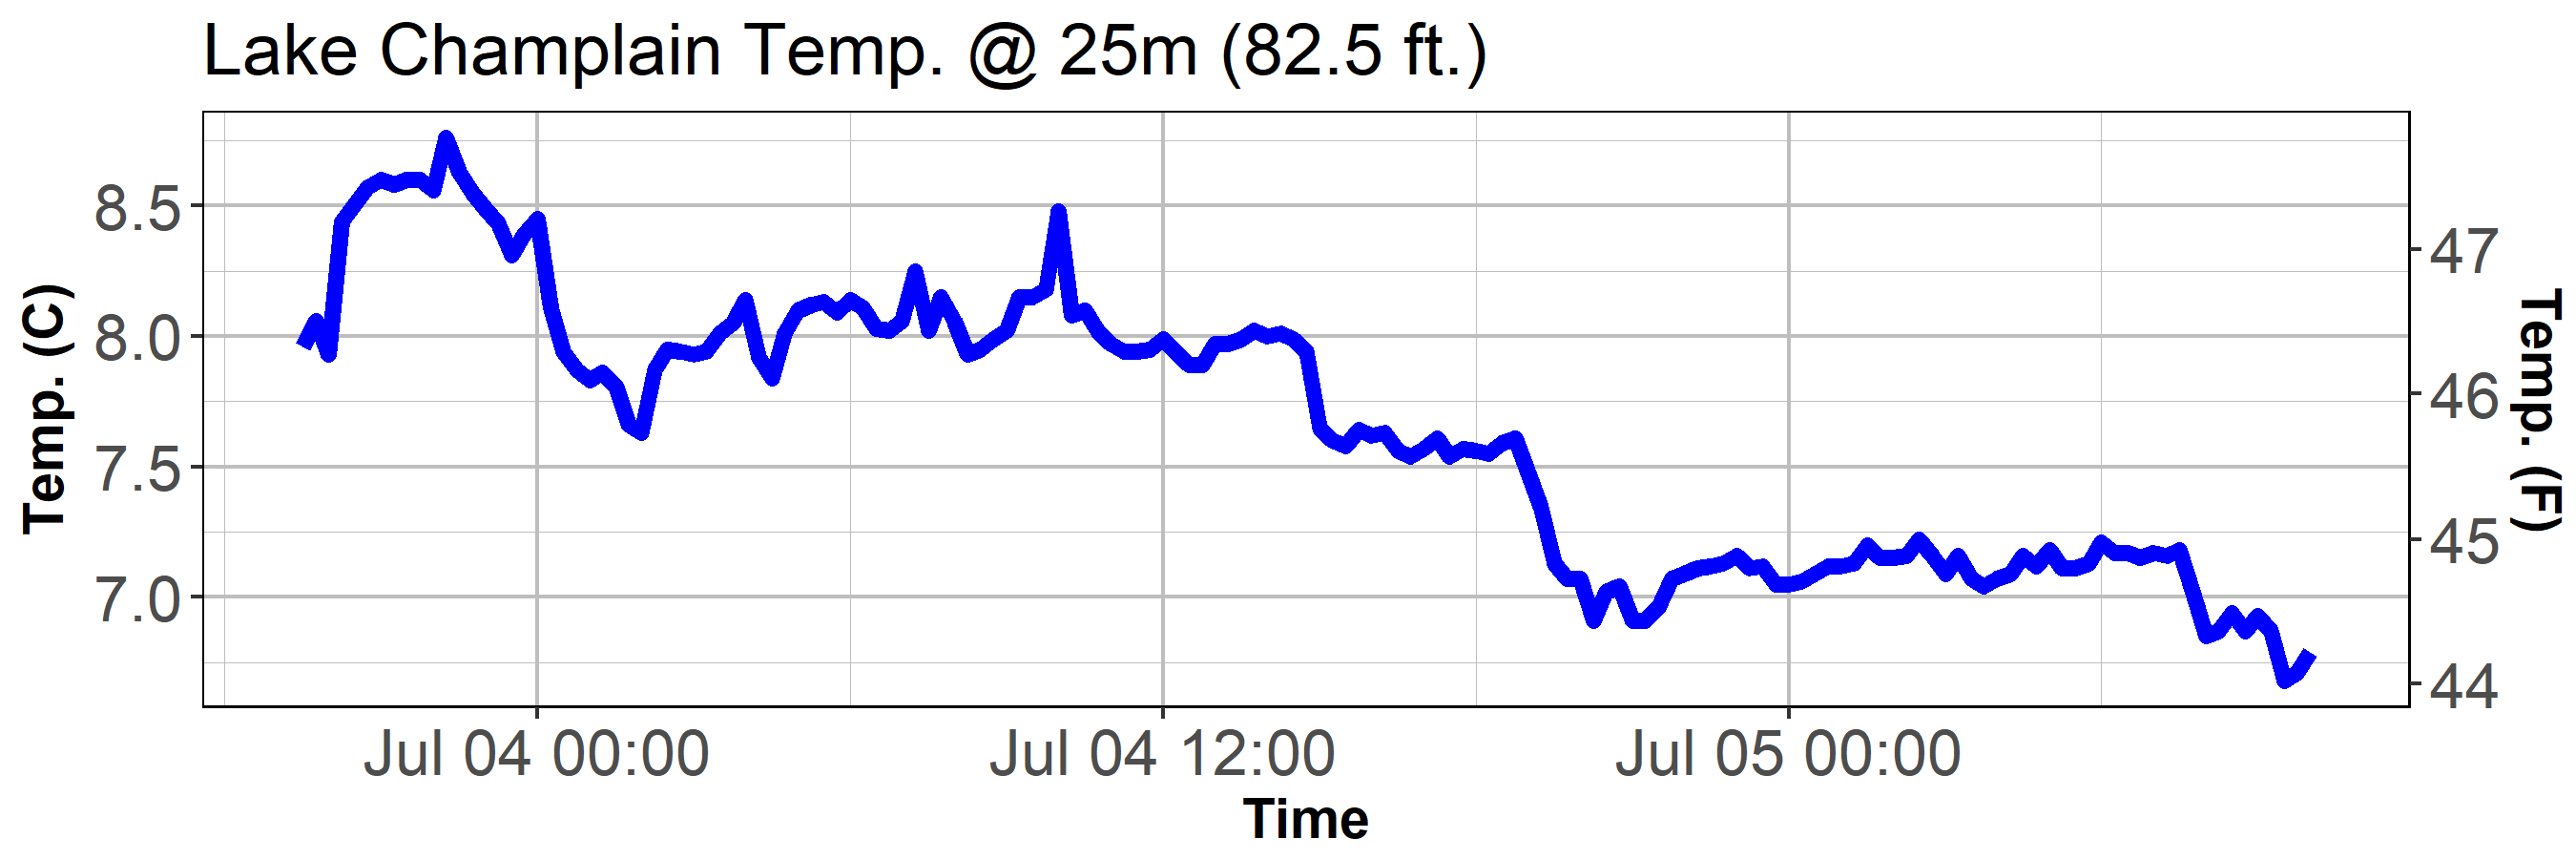 Lake Champlain Temp. @ 25m (82.5 ft.)
Temp. (C)
8.5
8.0
7.5
7.0
47
46
45
44
Temp. (F)
Jul 04 00:00 Jul 04 12:00 Jul 05 00:00
Time